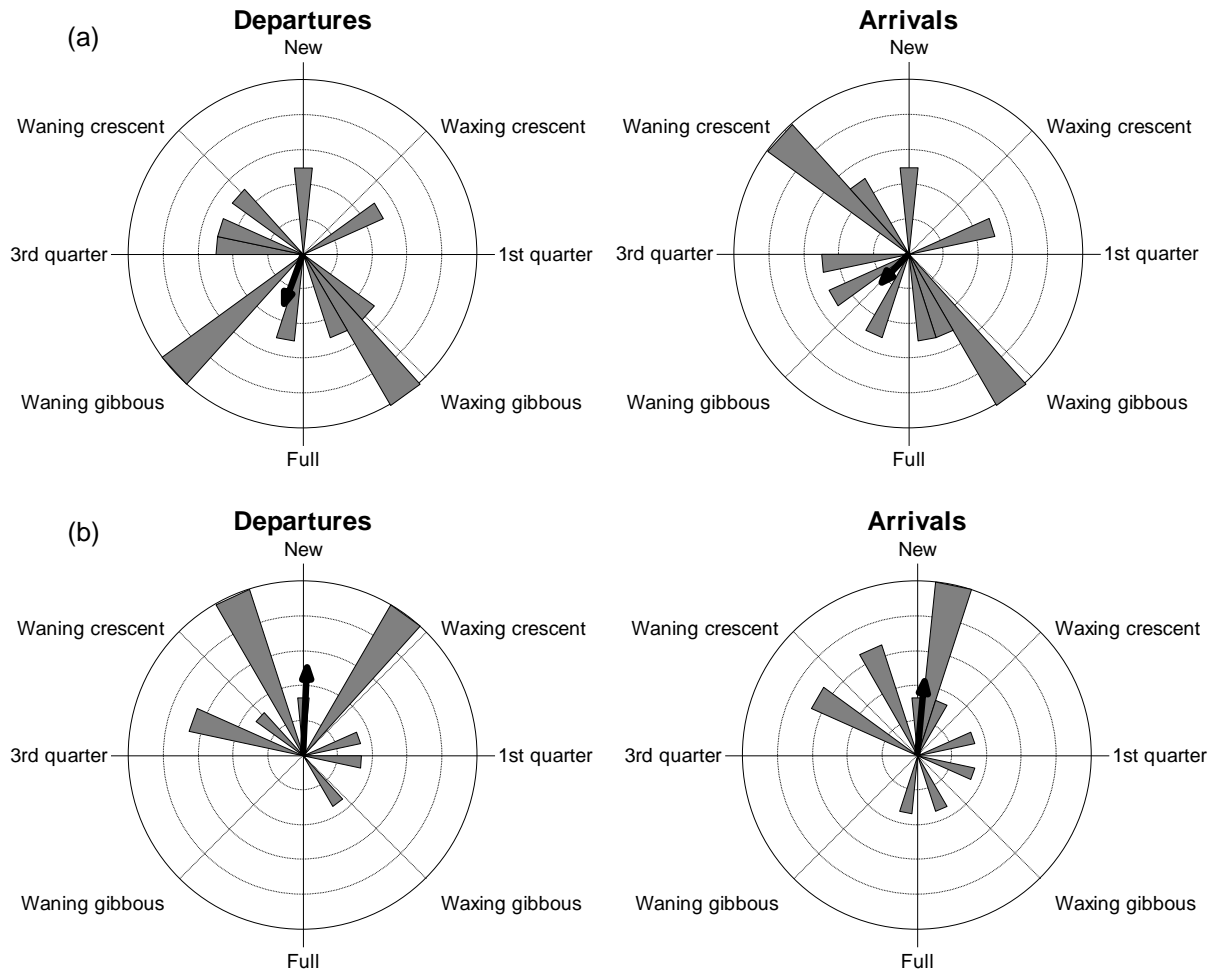 (a)
Departures
New
Waning crescent
Waxing crescent
3rd quarter
1st quarter
Waning gibbous
Waxing gibbous
Full
Arrivals
New
Waning crescent
Waxing crescent
3rd quarter
1st quarter
Waning gibbous
Waxing gibbous
Full
(b)
Departures
New
Waning crescent
Waxing crescent
3rd quarter
1st quarter
Waning gibbous
Waxing gibbous
Full
Arrivals
New
Waning crescent
Waxing crescent
3rd quarter
1st quarter
Waning gibbous
Waxing gibbous
Full